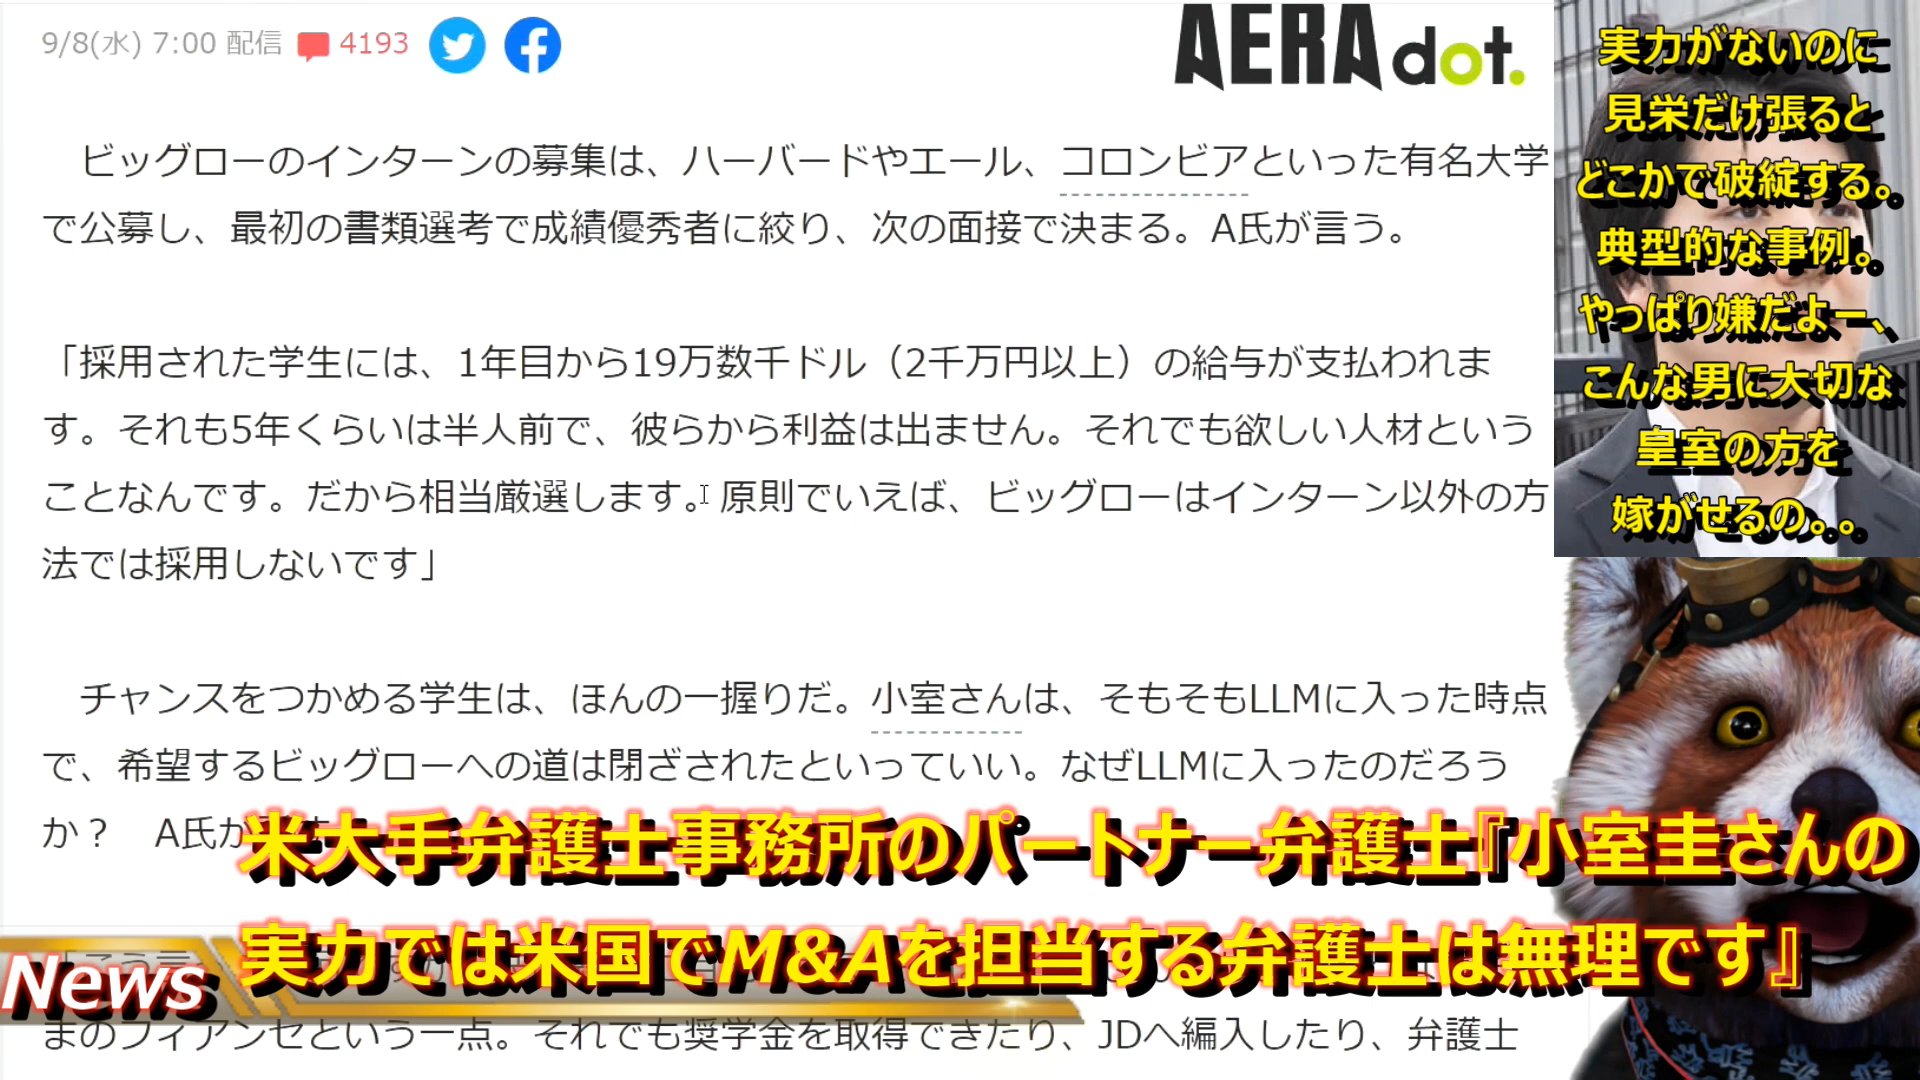 9/8(水) 7:00 配信 4193
AERAdot.
ビッグローのインターンの募集は、ハーバードやエール、コロンビアといった有名大学
で公募し、最初の書類選考で成績優秀者に絞り、次の面接で決まる。A氏が言う。
「採用された学生には、1年目から19万数千ドル（2千万円以上）の給与が支払われま
す。それも5年くらいは半人前で、彼らから利益は出ません。それでも欲しい人材という
ことなんです。だから相当厳選します。原則でいえば、ビッグローはインターン以外の方
法では採用しないです」
チャンスをつかめる学生は、ほんの一握りだ。小室さんは、そもそもLLMに入った時点
で、希望するビッグローへの道は閉ざされたといっていい。なぜLLMに入ったのだろう
か？　A氏が
まのフィアンセという一点。それでも奨学金を取得できたり、JDへ編入したり、弁護士
実力がないのに
見栄だけ張ると
どこかで破綻する。
典型的な事例。
やっぱり嫌だよー、
こんな男に大切な
皇室の方を
嫁がせるの。。。
米大手弁護士事務所のパートナー弁護士『小室圭さんの
実力では米国でM&Aを担当する弁護士は無理です』
News